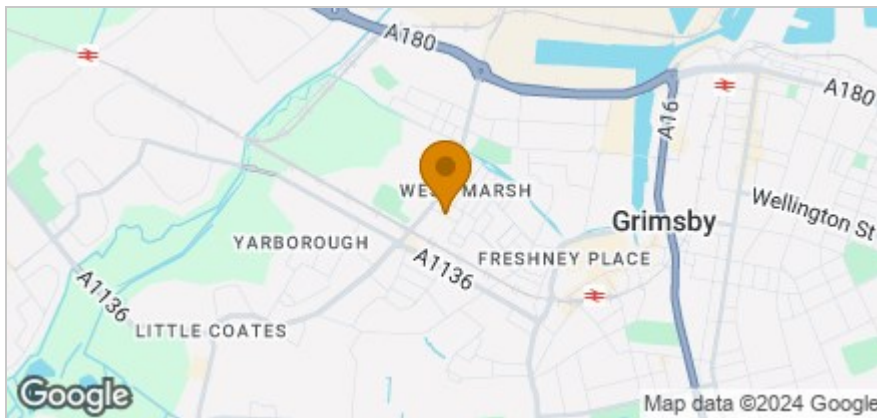 A180
A16
A180
WEST MARSH
Wellington St
Grimsby
YARBOROUGH
FRESHNEY PLACE
A1136
A1136
LITTLE COATES
Google
Map data ©2024 Google